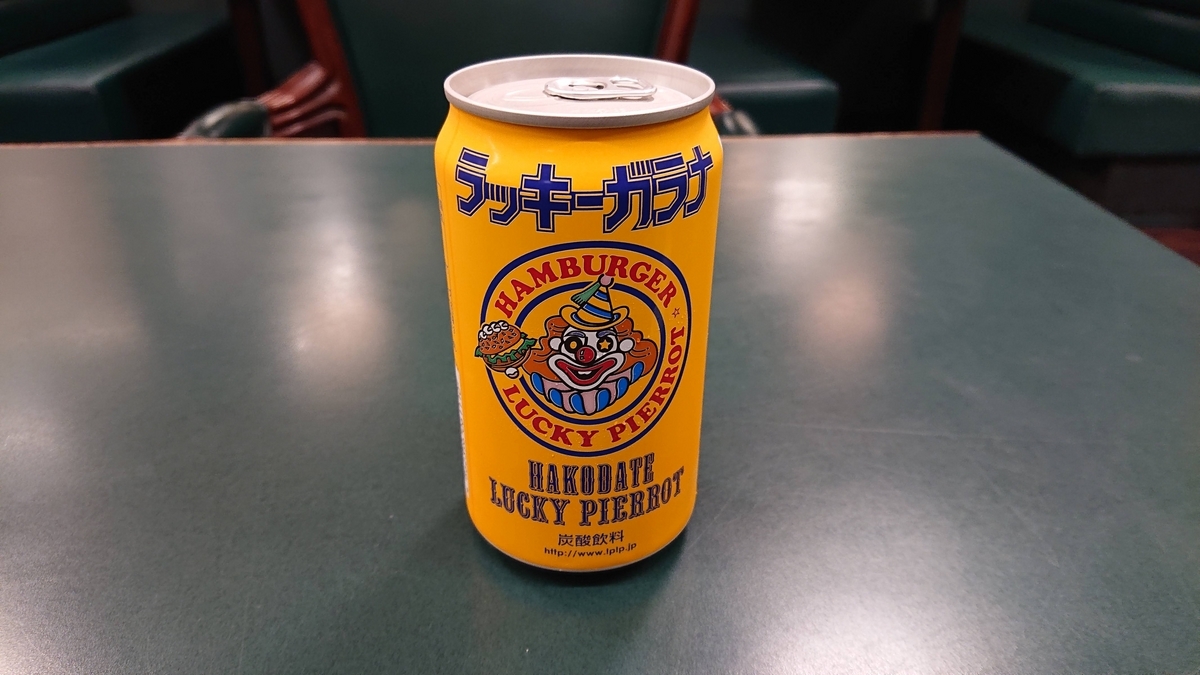 ラッキーガラナ
HAMBURGER
LUCKY PIERROT
HAKODATE
LUCKY PIERROT
炭酸飲料
http://www.lplp.jp